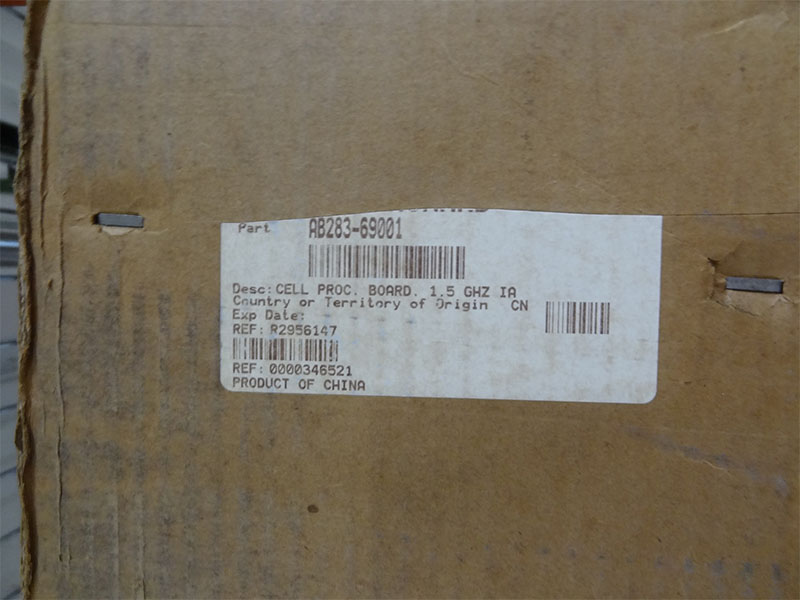 Part AB283-69001
Desc: CELL PROC. BOARD. 1.5 GHZ IA
Country or Territory of Origin CN
Exp Date:
REF: R2956147
REF: 0000346521
PRODUCT OF CHINA